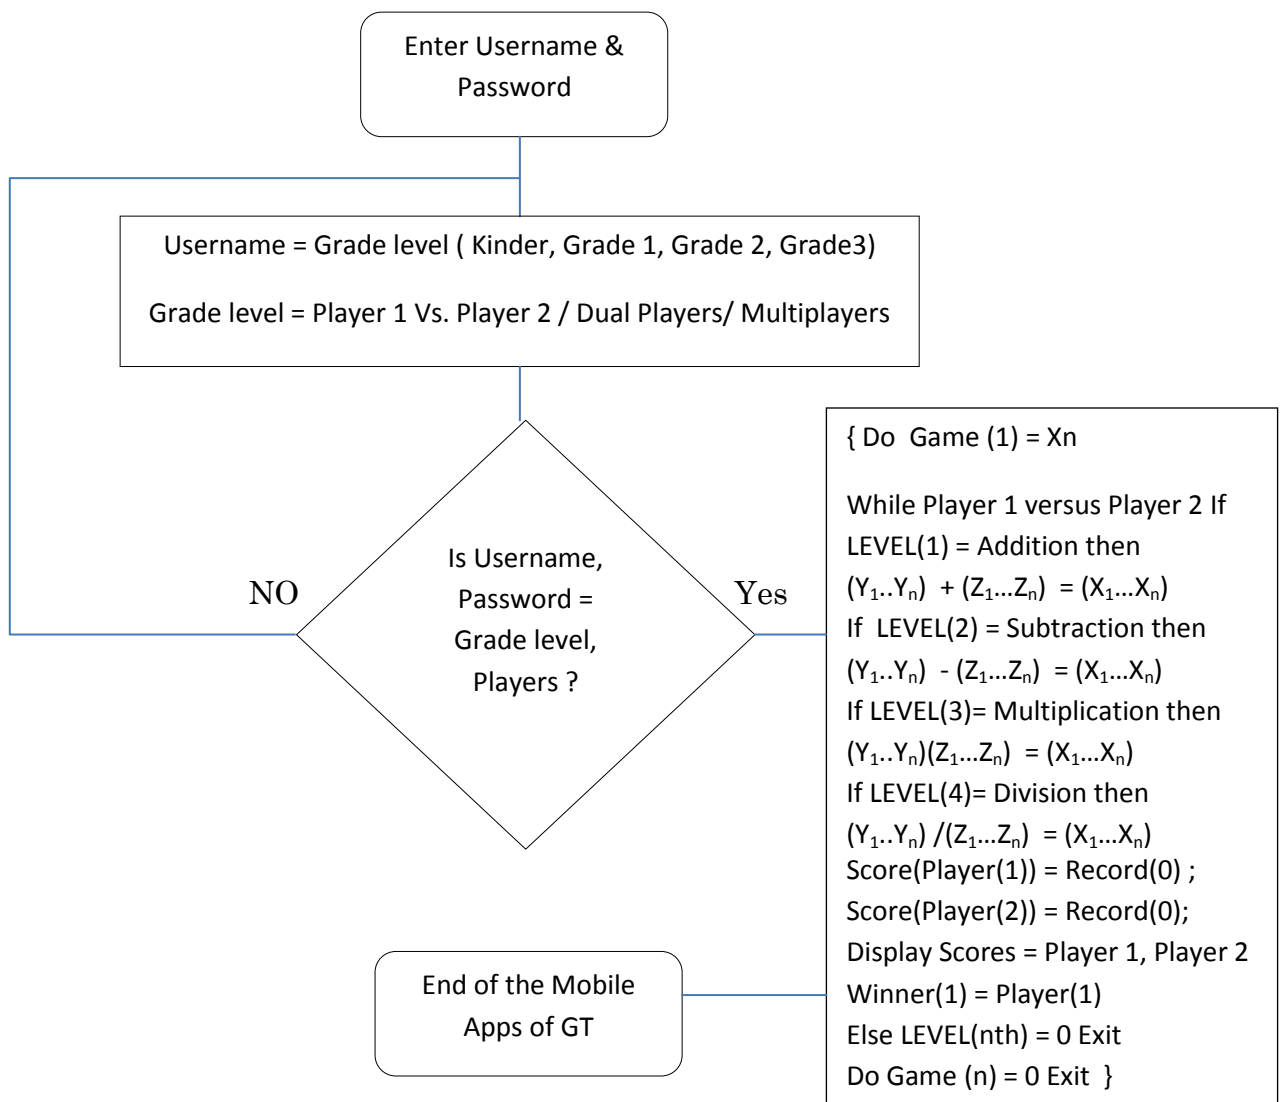 Enter Username &
Password
Username = Grade level ( Kinder, Grade 1, Grade 2, Grade3)
Grade level = Player 1 Vs. Player 2 / Dual Players/ Multiplayers
Is Username,
Password =
Grade level,
Players ?
NO
Yes
{ Do  Game (1) = Xn
While Player 1 versus Player 2 If
LEVEL(1) = Addition then
(Y₁..Yₙ)  + (Z₁...Zₙ)  = (X₁...Xₙ)
If  LEVEL(2) = Subtraction then
(Y₁..Yₙ)  - (Z₁...Zₙ)  = (X₁...Xₙ)
If LEVEL(3)= Multiplication then
(Y₁..Yₙ)(Z₁...Zₙ)  = (X₁...Xₙ)
If LEVEL(4)= Division then
(Y₁..Yₙ) /(Z₁...Zₙ)  = (X₁...Xₙ)
Score(Player(1)) = Record(0) ;
Score(Player(2)) = Record(0);
Display Scores = Player 1, Player 2
Winner(1) = Player(1)
Else LEVEL(nth) = 0 Exit
Do Game (n) = 0 Exit  }
End of the Mobile
Apps of GT